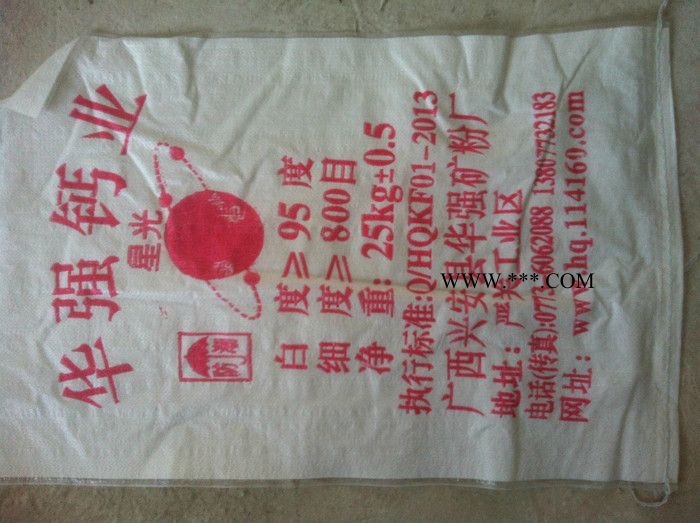 华强钙业
星光
防潮
白度≥95度
细度≥800目
净重:25kg±0.5
执行标准:Q/HQKF01-2013
广西兴安县华强矿粉厂
地址:严关工业区
电话(传真):0773-6062088 13807732183
网址:www.hq.114160.com
WWW.***.COM